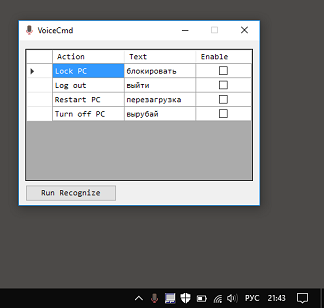 VoiceCmd
Action Text Enable
Lock PC блокировать
Log out выйти
Restart PC перезагрузка
Turn off PC вырубай
Run Recognize
РУС 21:43